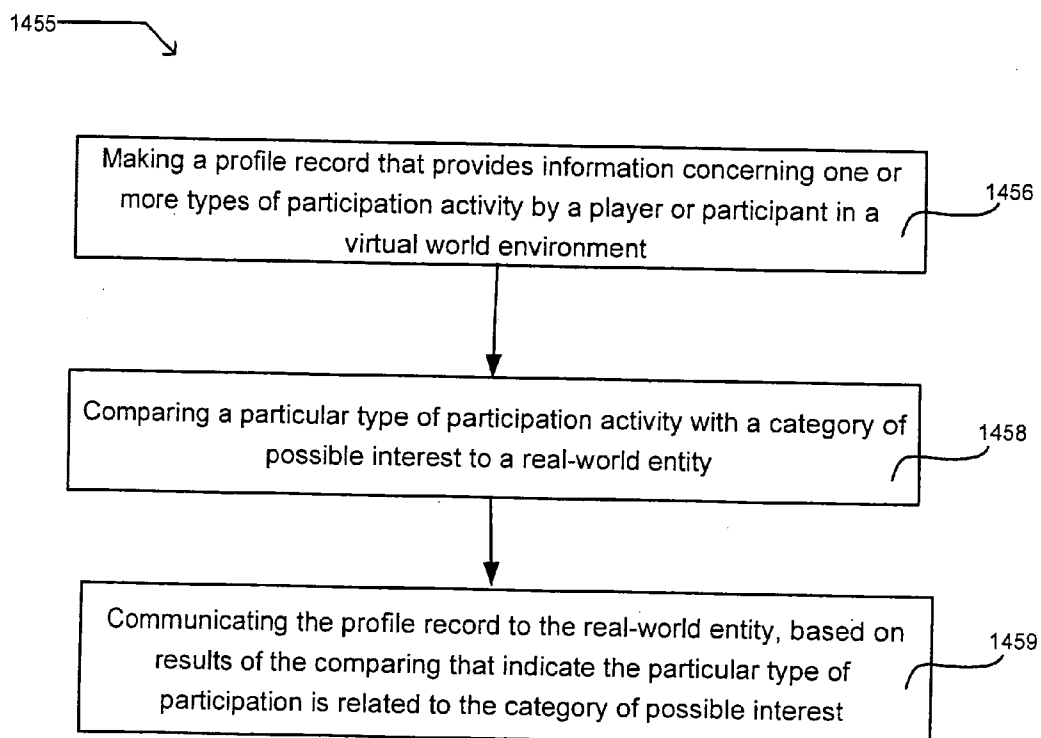 1455
Making a profile record that provides information concerning one or
more types of participation activity by a player or participant in a
virtual world environment
1456
Comparing a particular type of participation activity with a category of
possible interest to a real-world entity
1458
Communicating the profile record to the real-world entity, based on
results of the comparing that indicate the particular type of
participation is related to the category of possible interest
1459